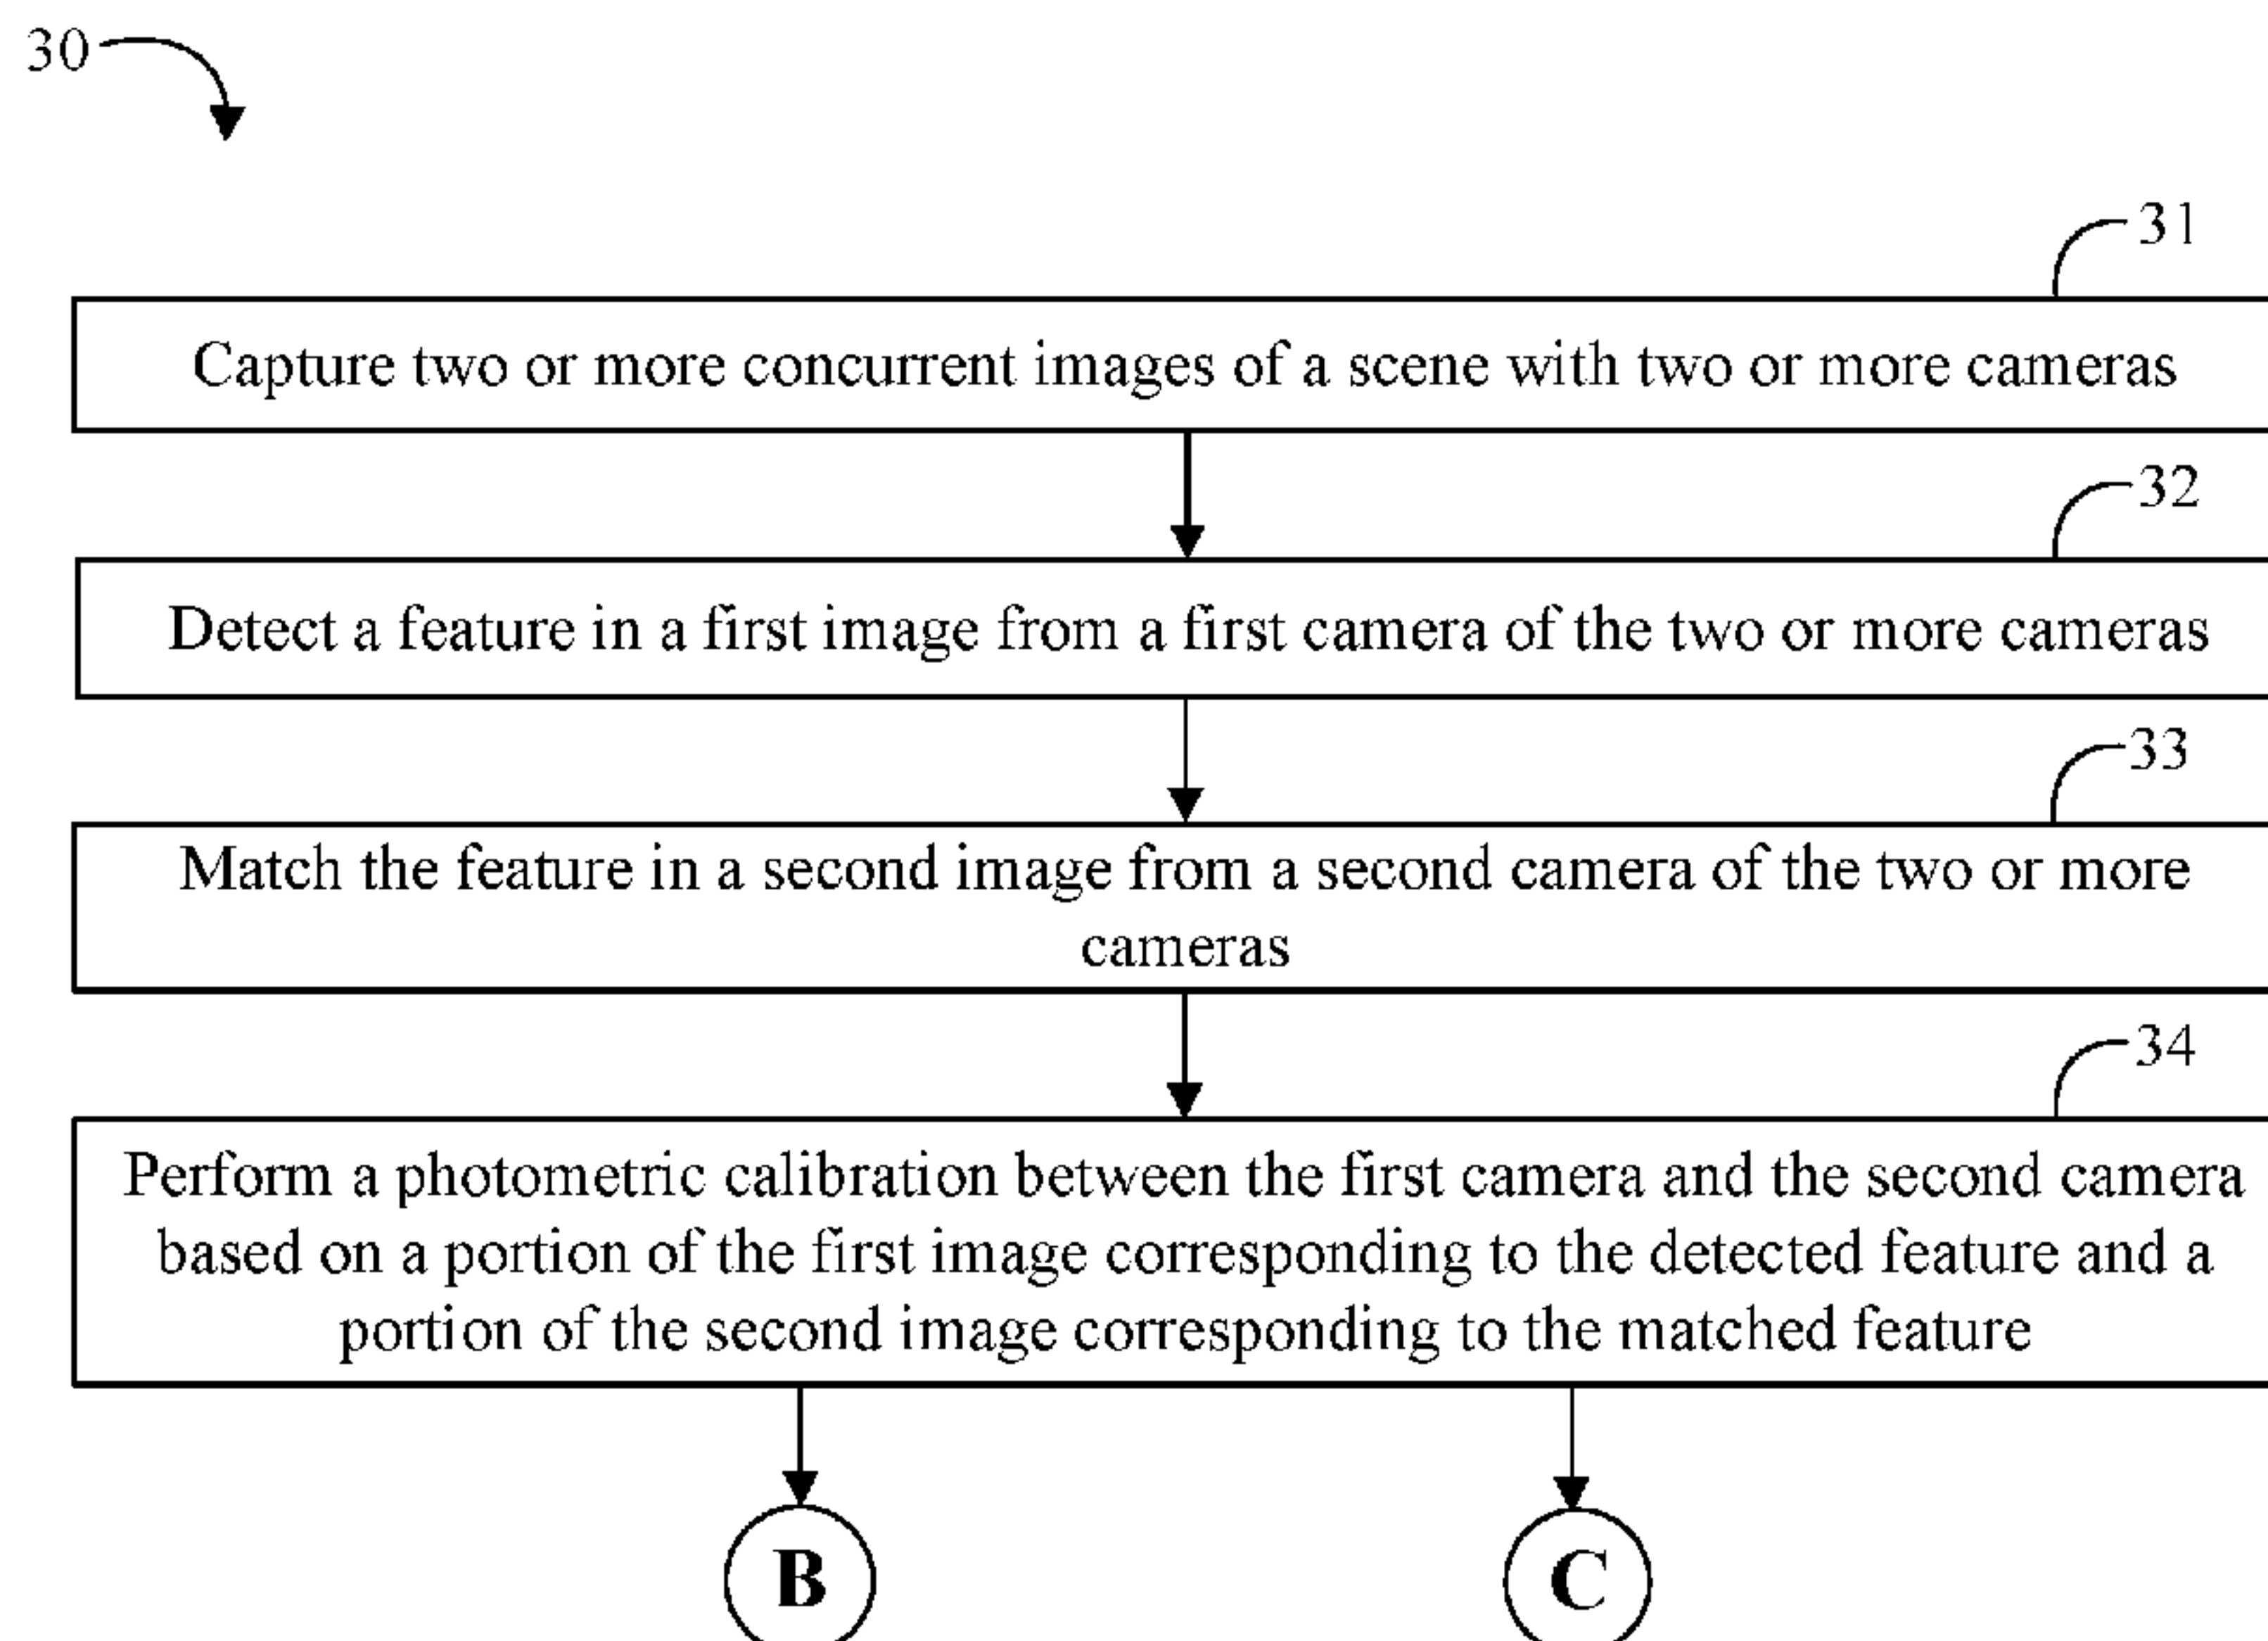 30
31
Capture two or more concurrent images of a scene with two or more cameras
32
Detect a feature in a first image from a first camera of the two or more cameras
33
Match the feature in a second image from a second camera of the two or more
cameras
34
Perform a photometric calibration between the first camera and the second camera
based on a portion of the first image corresponding to the detected feature and a
portion of the second image corresponding to the matched feature
B
C